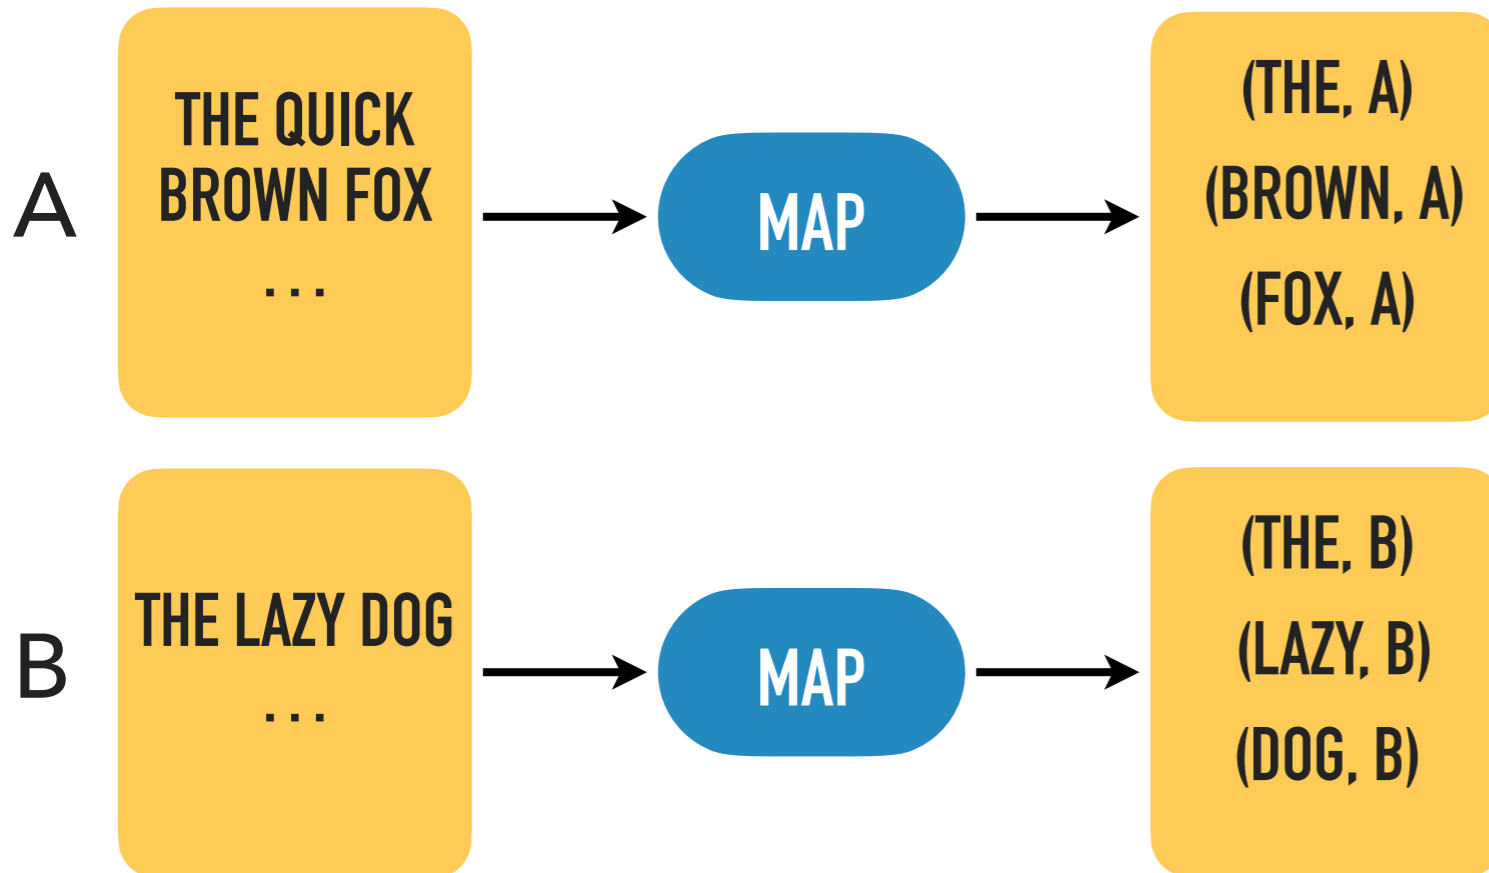 A
THE QUICK
BROWN FOX
...
MAP
(THE, A)
(BROWN, A)
(FOX, A)
B
THE LAZY DOG
...
MAP
(THE, B)
(LAZY, B)
(DOG, B)